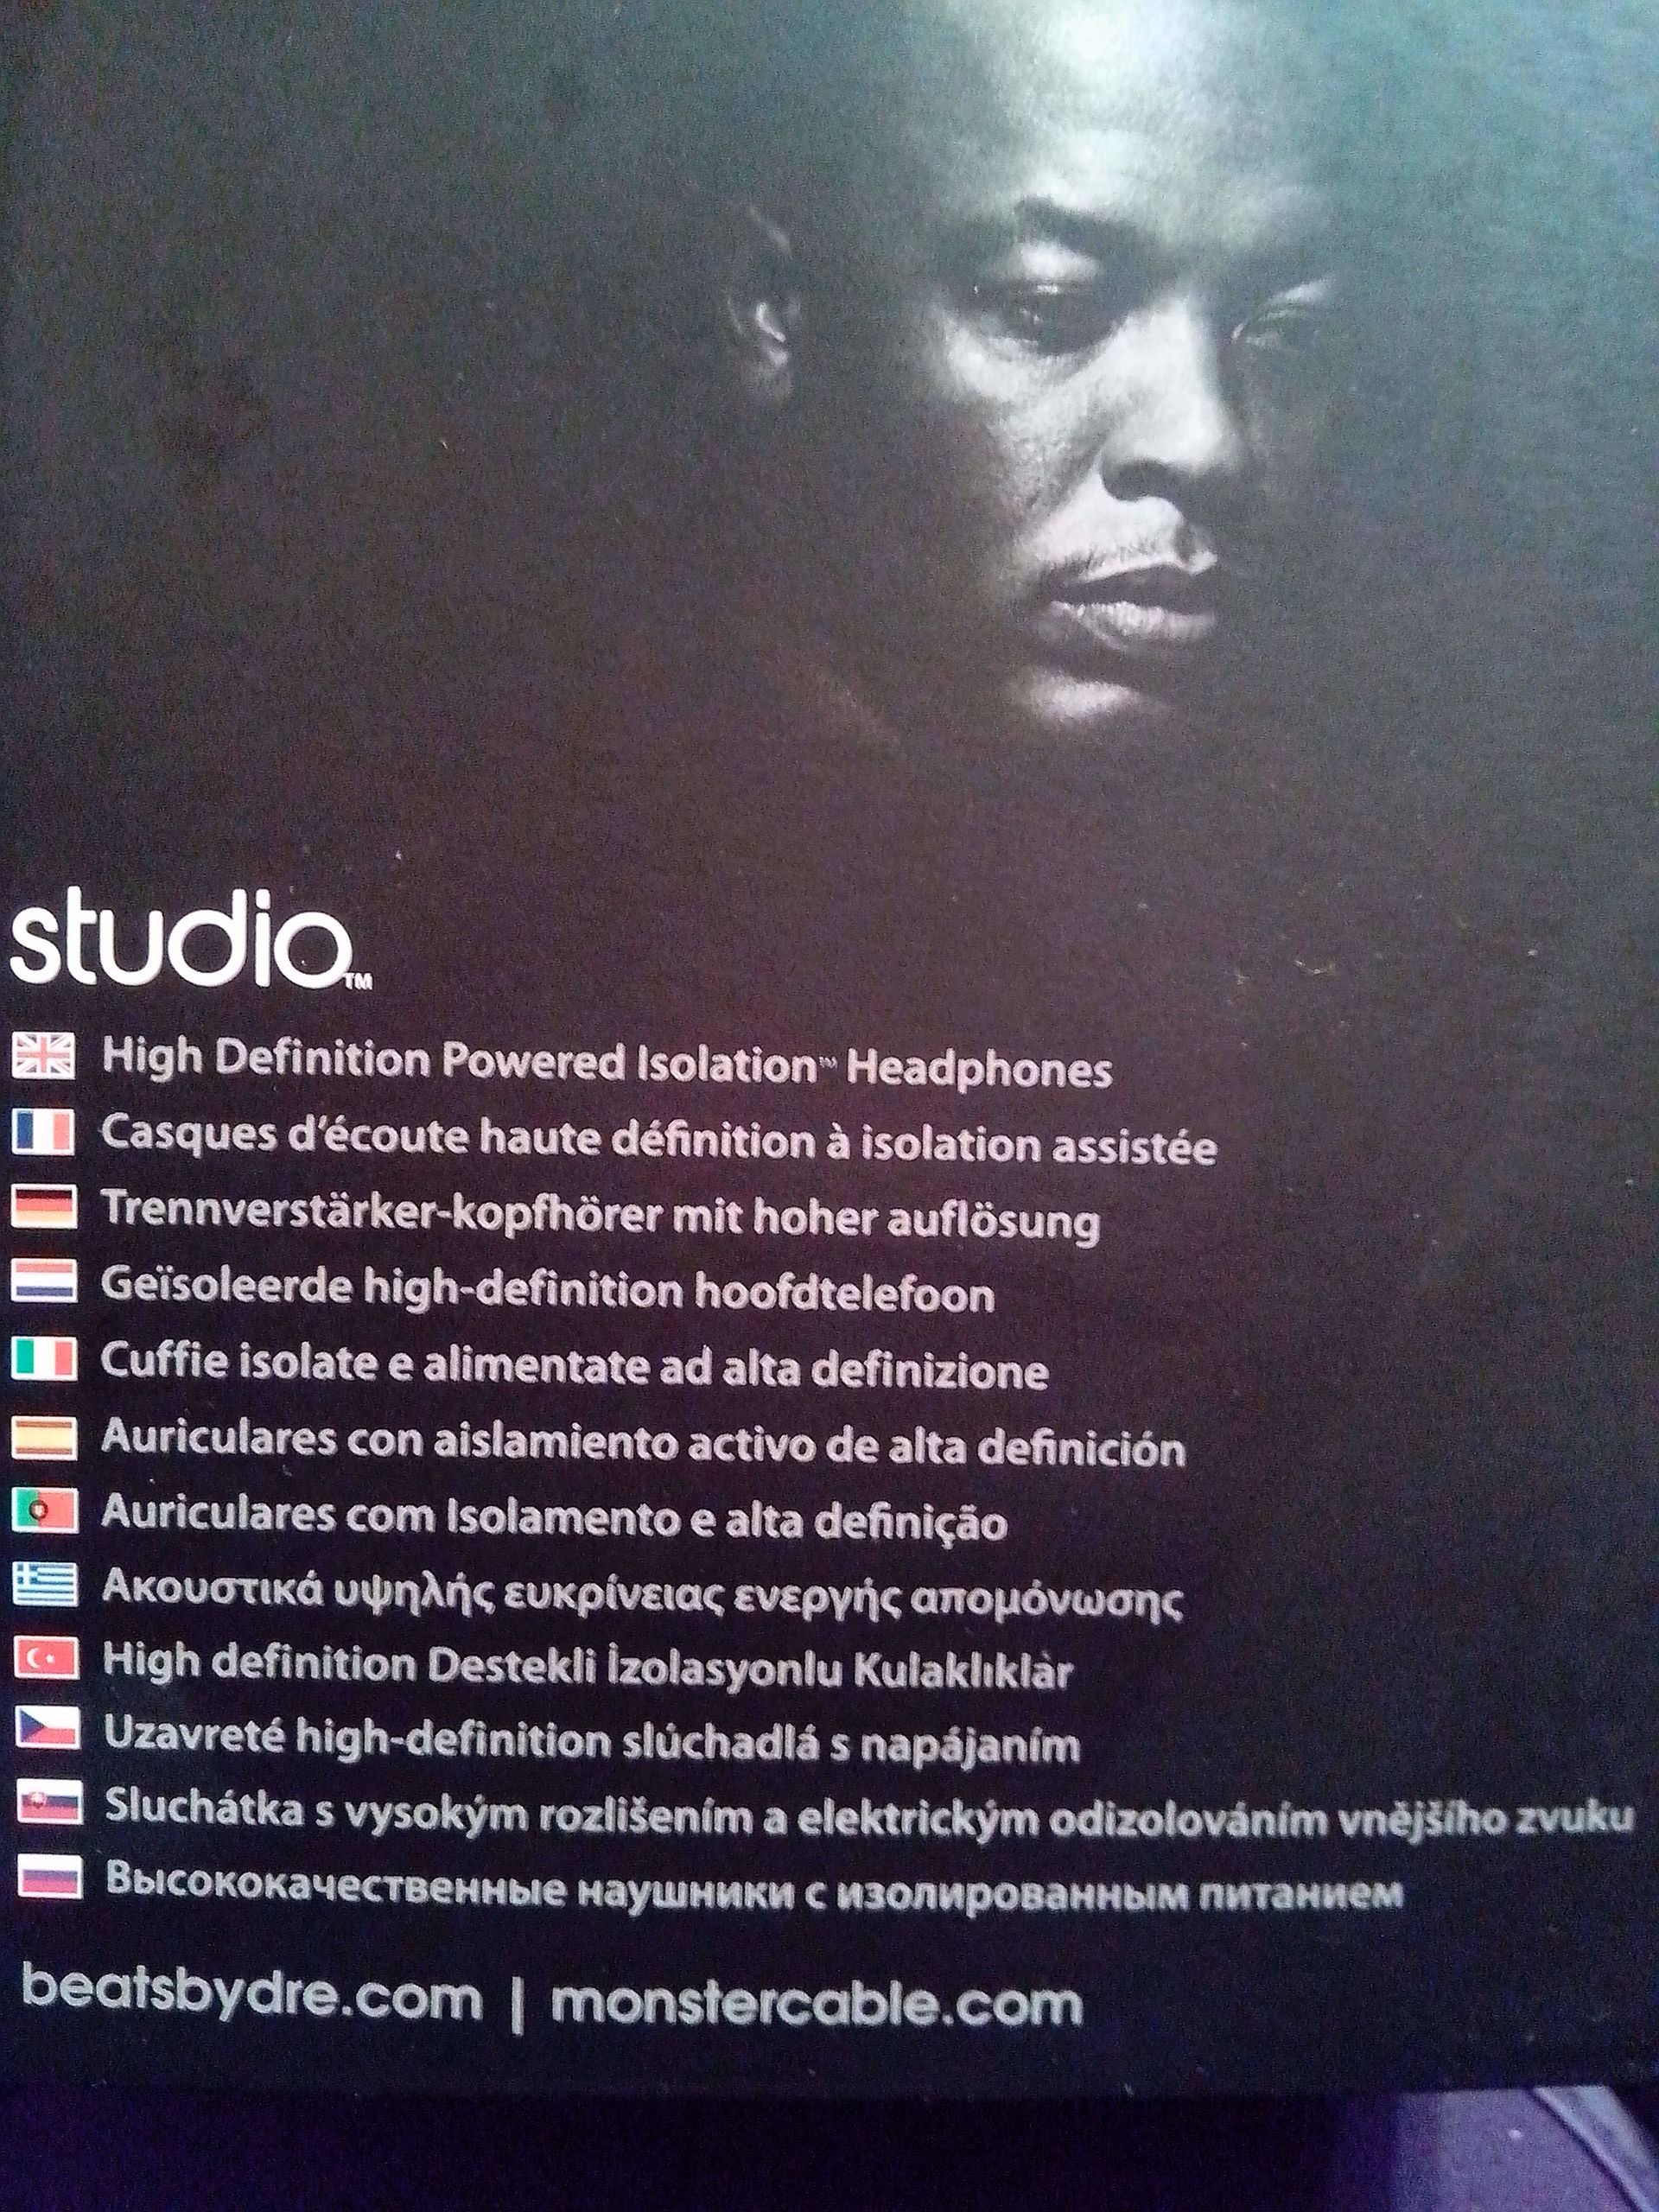 studio™
High Definition Powered Isolation™ Headphones
Casques d'écoute haute définition à isolation assistée
Trennverstärker-kopfhörer mit hoher auflösung
Geïsoleerde high-definition hoofdtelefoon
Cuffie isolate e alimentate ad alta definizione
Auriculares con aislamiento activo de alta definición
Auriculares com Isolamento e alta definição
Ακουστικά υψηλής ευκρίνειας ενεργής απομόνωσης
High definition Destekli İzolasyonlu Kulaklıklàr
Uzavreté high-definition slúchadlá s napájaním
Sluchátka s vysokým rozlišením a elektrickým odizolováním vnějšího zvuku
Высококачественные наушники с изолированным питанием
beatsbydre.com | monstercable.com